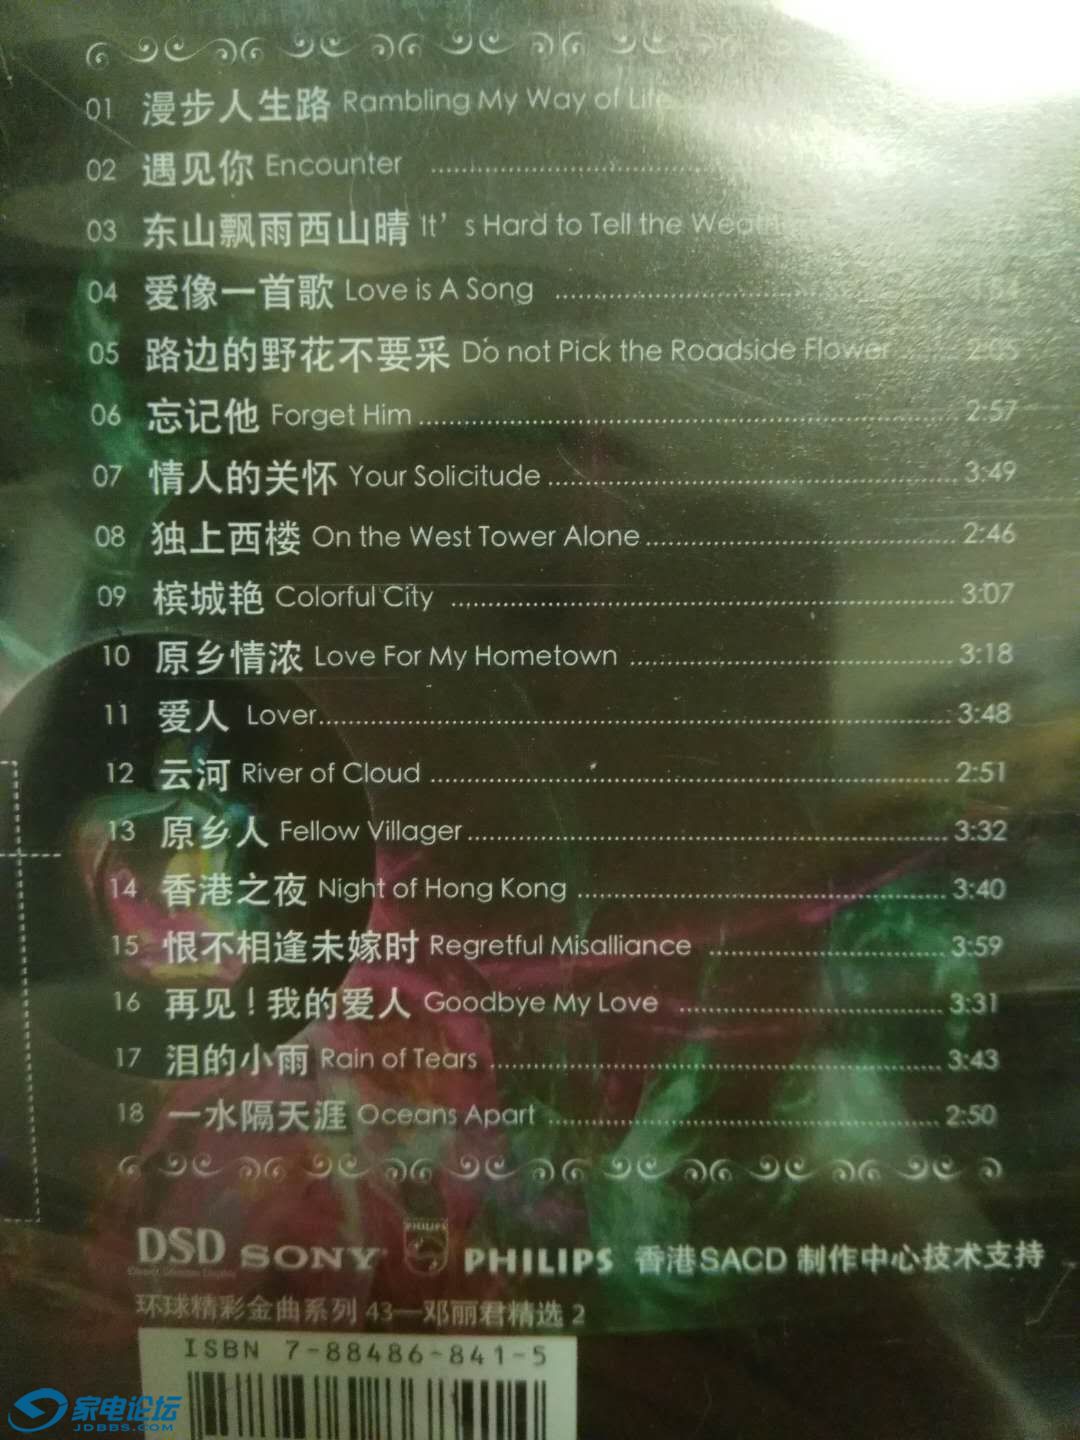 01 漫步人生路 Rambling My Way of Life
02 遇见你 Encounter
03 东山飘雨西山晴 It's Hard to Tell the
04 爱像一首歌 Love is A Song
05 路边的野花不要采 Do not Pick the Roadside Flower 2:05
06 忘记他 Forget Him 2:57
07 情人的关怀 Your Solicitude 3:49
08 独上西楼 On the West Tower Alone 2:46
09 槟城艳 Colorful City 3:07
10 原乡情浓 Love For My Hometown 3:18
11 爱人 Lover 3:48
12 云河 River of Cloud 2:51
13 原乡人 Fellow Villager 3:32
14 香港之夜 Night of Hong Kong 3:40
15 恨不相逢未嫁时 Regretful Misalliance 3:59
16 再见！我的爱人 Goodbye My Love 3:31
17 泪的小雨 Rain of Tears 3:43
18 一水隔天涯 Oceans Apart 2:50
DSD SONY PHILIPS PHILIPS 香港SACD 制作中心技术支持
环球精彩金曲系列 43—邓丽君精选 2
ISBN 7-88486-841-5
家电论坛
JDBBS.COM